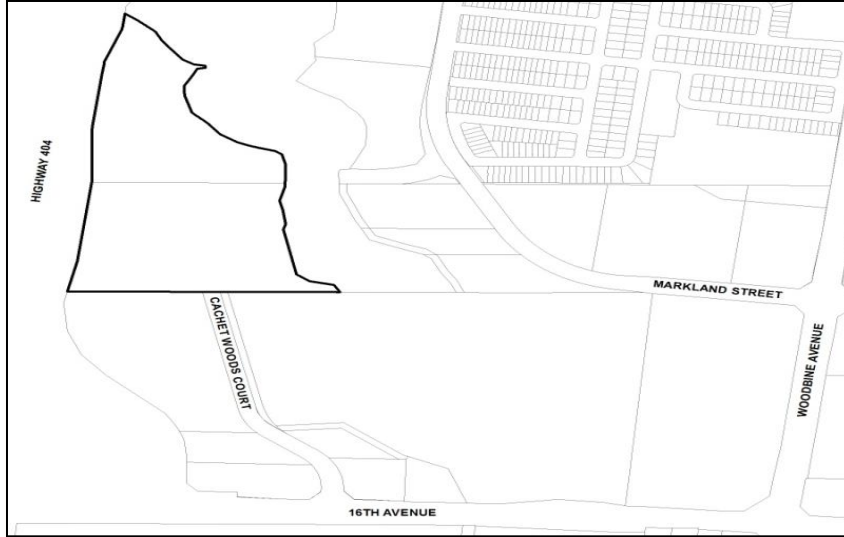 HIGHWAY 404
MARKLAND STREET
CACHET WOODS COURT
WOODBINE AVENUE
16TH AVENUE